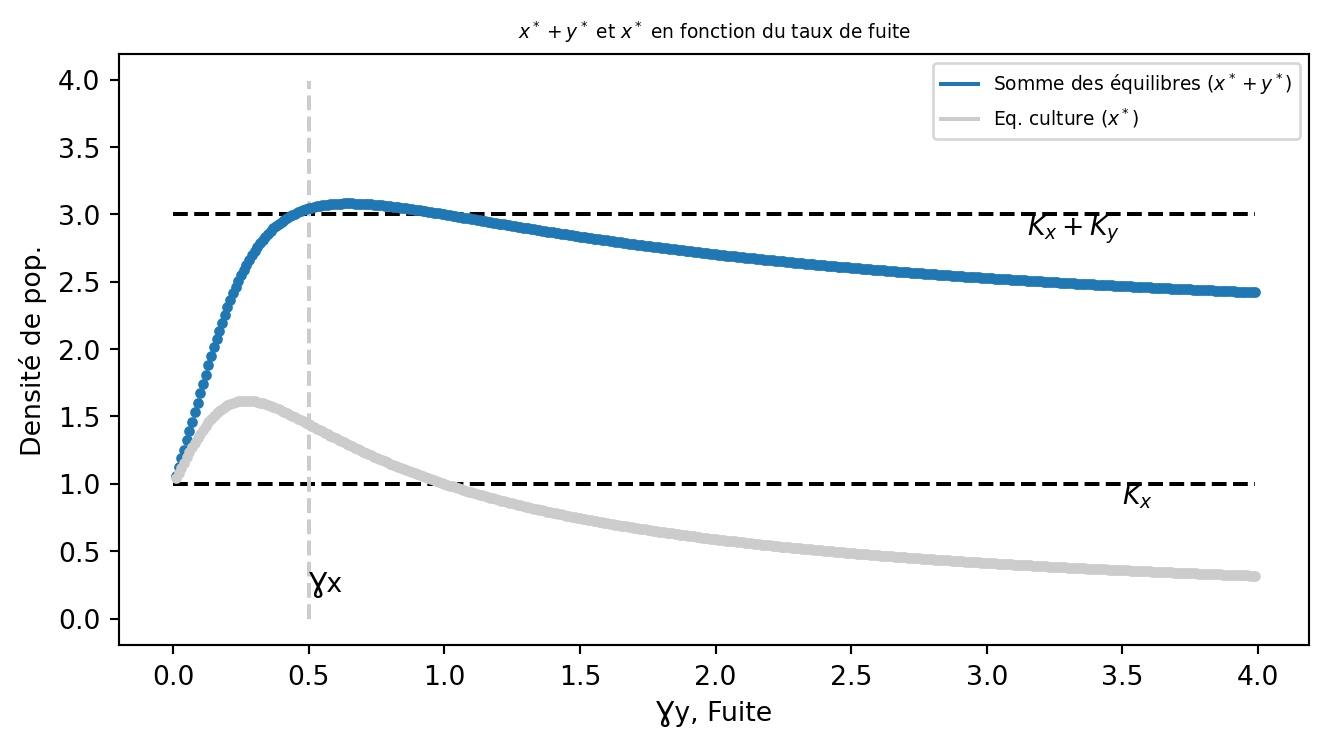 x* + y* et x* en fonction du taux de fuite
Somme des équilibres (x* + y*)
Eq. culture (x*)
4.0
3.5
3.0
2.5
2.0
1.5
1.0
0.5
0.0
Densité de pop.
Kx + Ky
Kx
Ɣx
0.0 0.5 1.0 1.5 2.0 2.5 3.0 3.5 4.0
Ɣy, Fuite